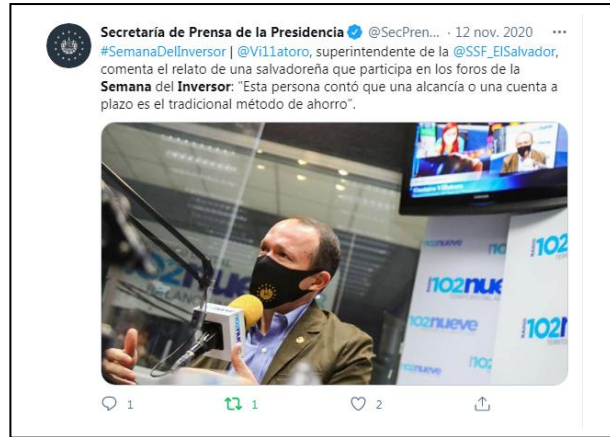 Secretaría de Prensa de la Presidencia @SecPren... · 12 nov. 2020 ...
#SemanaDelInversor | @Vi11atoro, superintendente de la @SSF_ElSalvador,
comenta el relato de una salvadoreña que participa en los foros de la
Semana del Inversor: "Esta persona contó que una alcancía o una cuenta a
plazo es el tradicional método de ahorro".
102nueve
102nue
102nueve
102
102n
102
1 1 2